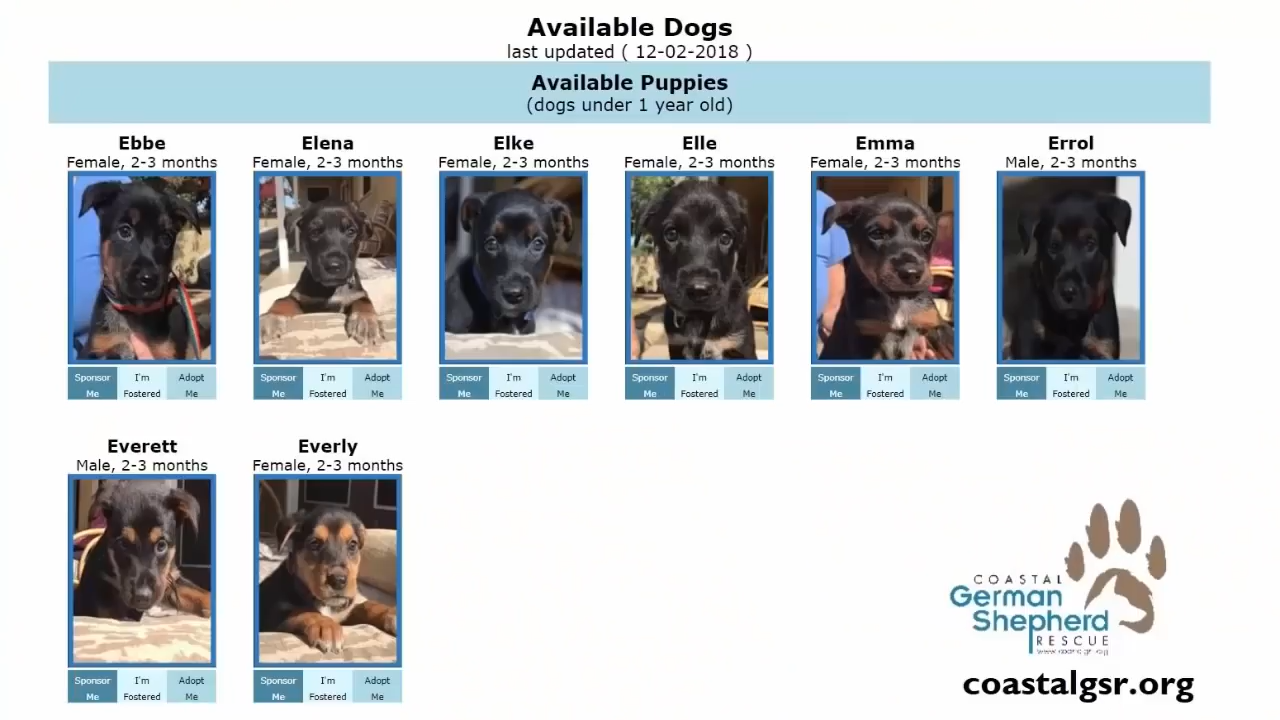 Available Dogs
last updated ( 12-02-2018 )
Available Puppies
(dogs under 1 year old)
Ebbe
Female, 2-3 months
Elena
Female, 2-3 months
Elke
Female, 2-3 months
Elle
Female, 2-3 months
Emma
Female, 2-3 months
Errol
Male, 2-3 months
Sponsor Me
I'm Fostered
Adopt Me
Sponsor Me
I'm Fostered
Adopt Me
Sponsor Me
I'm Fostered
Adopt Me
Sponsor Me
I'm Fostered
Adopt Me
Sponsor Me
I'm Fostered
Adopt Me
Sponsor Me
I'm Fostered
Adopt Me
Everett
Male, 2-3 months
Everly
Female, 2-3 months
Sponsor Me
I'm Fostered
Adopt Me
Sponsor Me
I'm Fostered
Adopt Me
COASTAL
German
Shepherd
RESCUE
coastalgsr.org